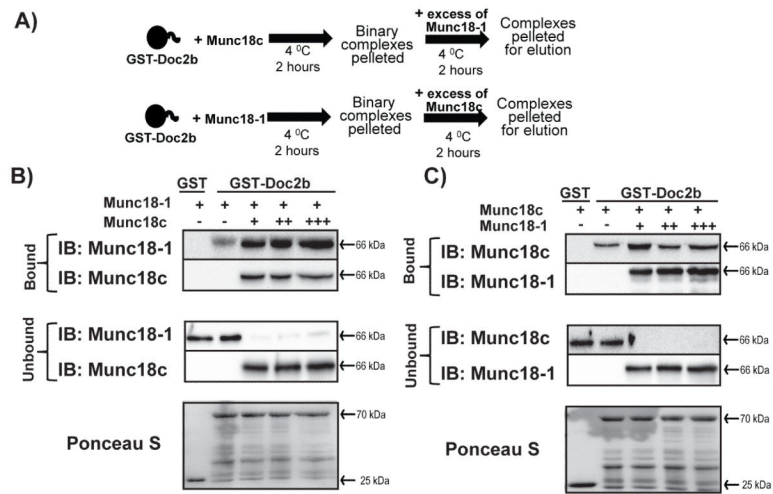 A)
+ Munc18c
GST-Doc2b
4 ⁰C
2 hours
Binary
complexes
pelleted
+ excess of
Munc18-1
4 ⁰C
2 hours
Complexes
pelleted
for elution
+ Munc18-1
GST-Doc2b
4 ⁰C
2 hours
Binary
complexes
pelleted
+ excess of
Munc18c
4 ⁰C
2 hours
Complexes
pelleted
for elution
B)
GST GST-Doc2b
Munc18-1 + + + + +
Munc18c - - + ++ +++
Bound
IB: Munc18-1 66 kDa
IB: Munc18c 66 kDa
Unbound
IB: Munc18-1 66 kDa
IB: Munc18c 66 kDa
Ponceau S
70 kDa
25 kDa
C)
GST GST-Doc2b
Munc18c + + + + +
Munc18-1 - - + ++ +++
Bound
IB: Munc18c 66 kDa
IB: Munc18-1 66 kDa
Unbound
IB: Munc18c 66 kDa
IB: Munc18-1 66 kDa
Ponceau S
70 kDa
25 kDa